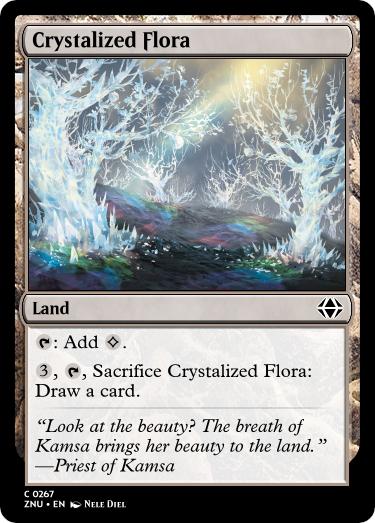 Crystalized Flora
Land
: Add .
3, , Sacrifice Crystalized Flora:
Draw a card.
“Look at the beauty? The breath of
Kamsa brings her beauty to the land.”
—Priest of Kamsa
C 0267
ZNU • EN Nele Diel